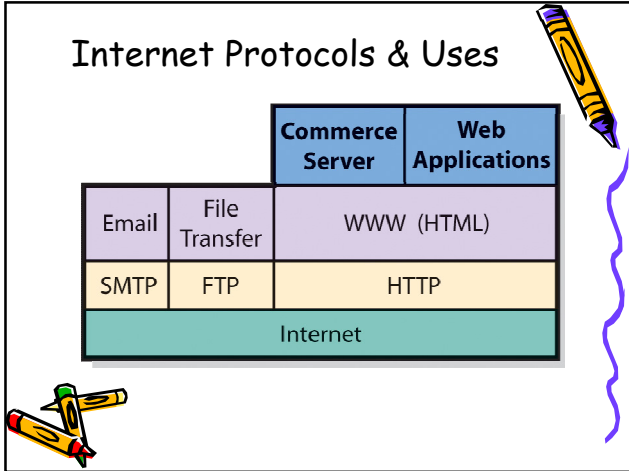 Internet Protocols & Uses
Commerce Server
Web Applications
Email
File Transfer
WWW (HTML)
SMTP
FTP
HTTP
Internet